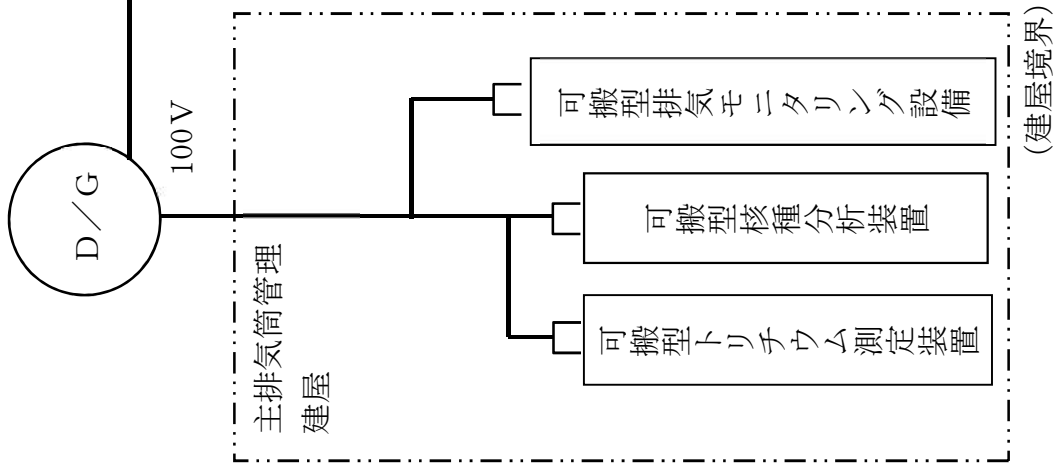 D／G
100V
主排気筒管理
建屋
可搬型排気モニタリング設備
可搬型核種分析装置
可搬型トリチウム測定装置
(建屋境界)